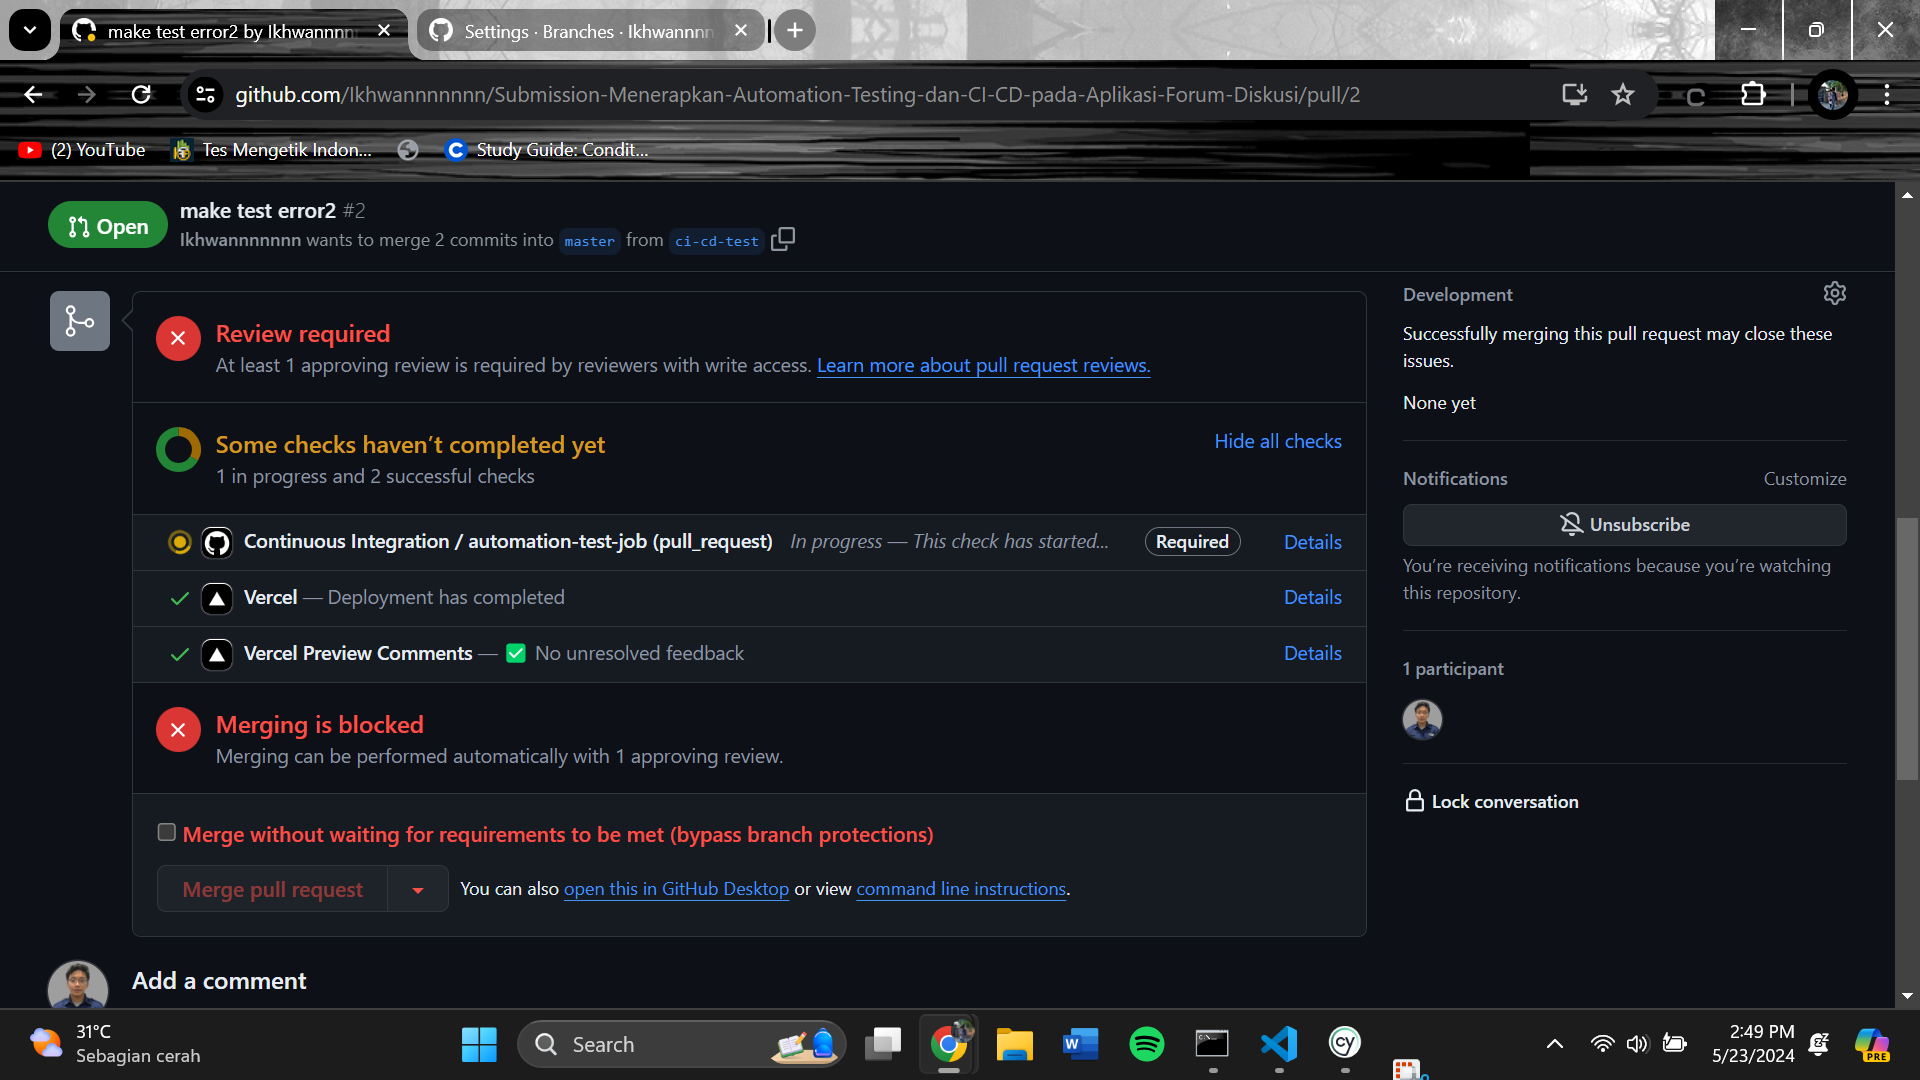 make test error2 by Ikhwannnn
Settings · Branches · Ikhwannnn
github.com/Ikhwannnnnnn/Submission-Menerapkan-Automation-Testing-dan-CI-CD-pada-Aplikasi-Forum-Diskusi/pull/2
(2) YouTube
Tes Mengetik Indon...
Study Guide: Condit...
Open
make test error2 #2
Ikhwannnnnnn wants to merge 2 commits into master from ci-cd-test
Review required
At least 1 approving review is required by reviewers with write access. Learn more about pull request reviews.
Some checks haven’t completed yet
Hide all checks
1 in progress and 2 successful checks
Continuous Integration / automation-test-job (pull_request) In progress — This check has started... Required Details
Vercel — Deployment has completed Details
Vercel Preview Comments — ✅ No unresolved feedback Details
Merging is blocked
Merging can be performed automatically with 1 approving review.
Merge without waiting for requirements to be met (bypass branch protections)
Merge pull request
You can also open this in GitHub Desktop or view command line instructions.
Add a comment
Development
Successfully merging this pull request may close these
issues.
None yet
Notifications
Customize
Unsubscribe
You’re receiving notifications because you’re watching
this repository.
1 participant
Lock conversation
31°C
Sebagian cerah
Search
W
cy
2:49 PM
5/23/2024
PRE